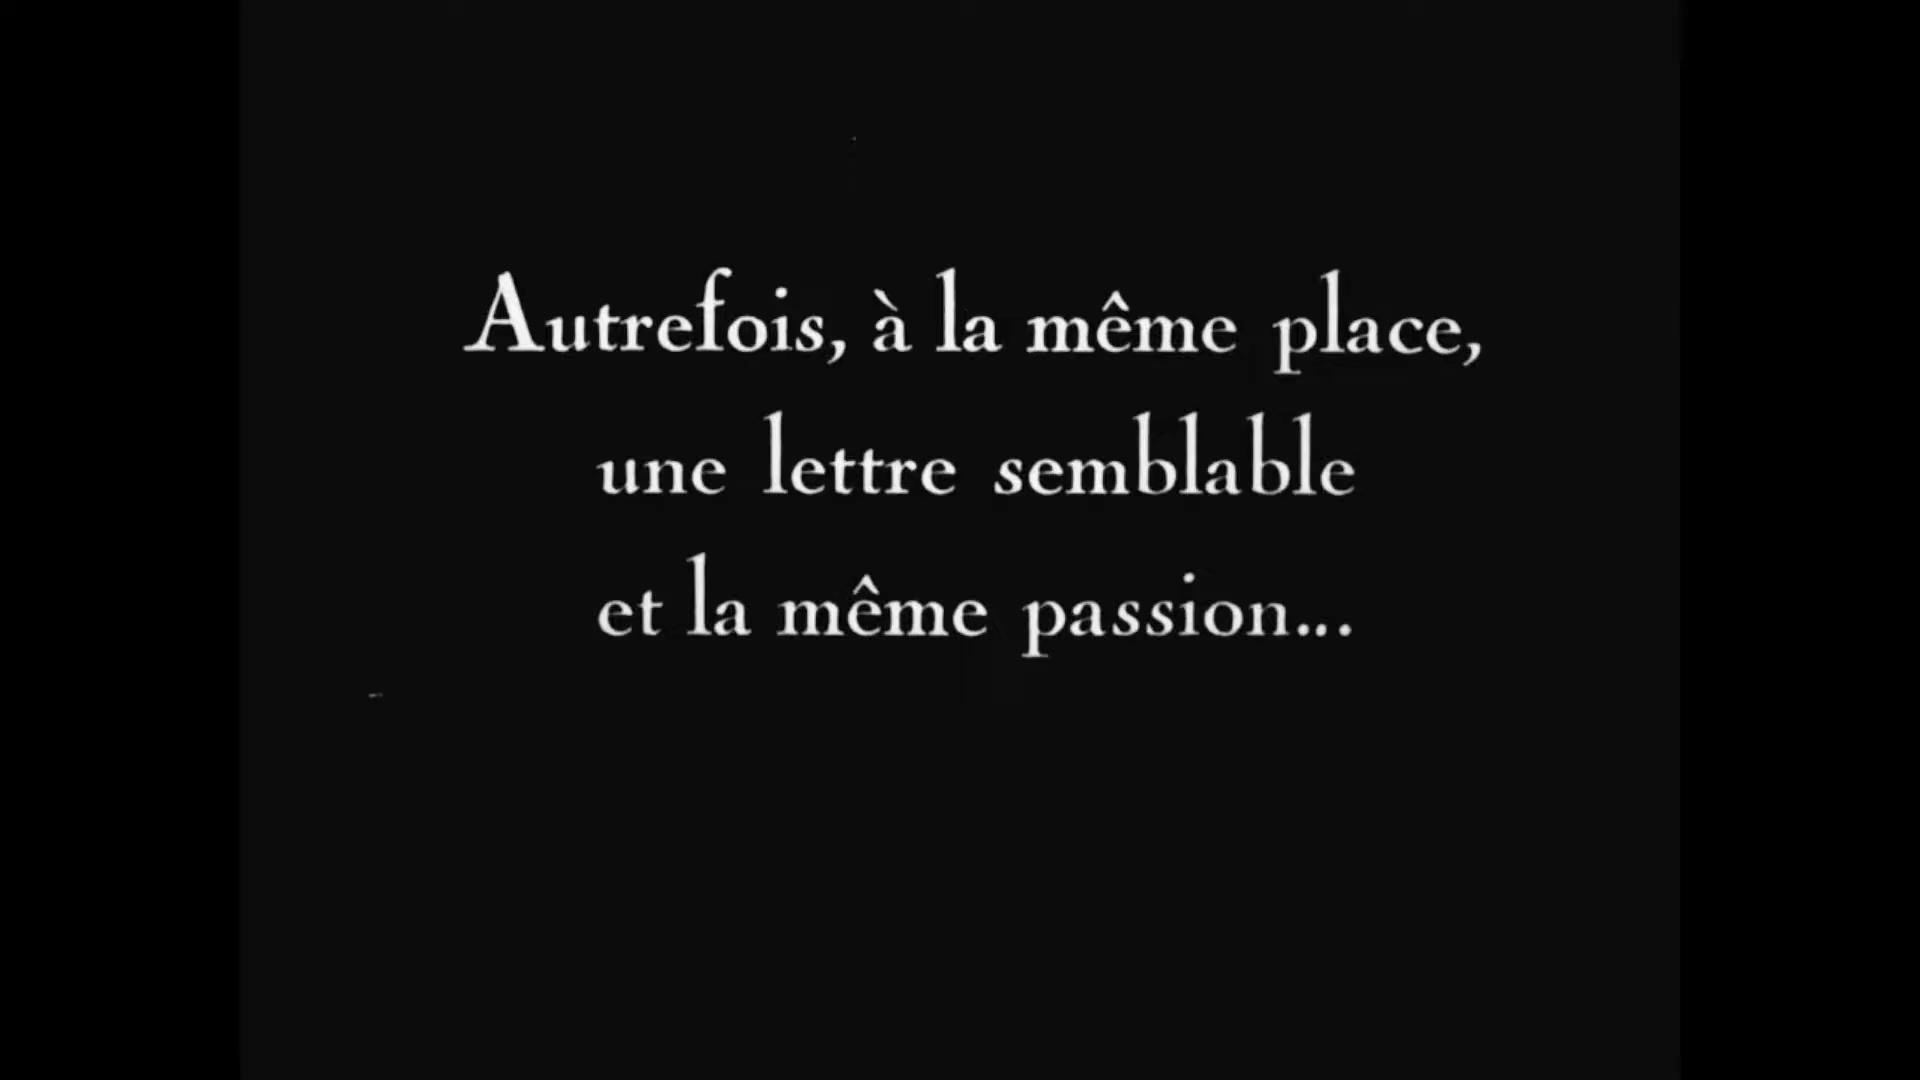 Autrefois, à la même place,
une lettre semblable
et la même passion...